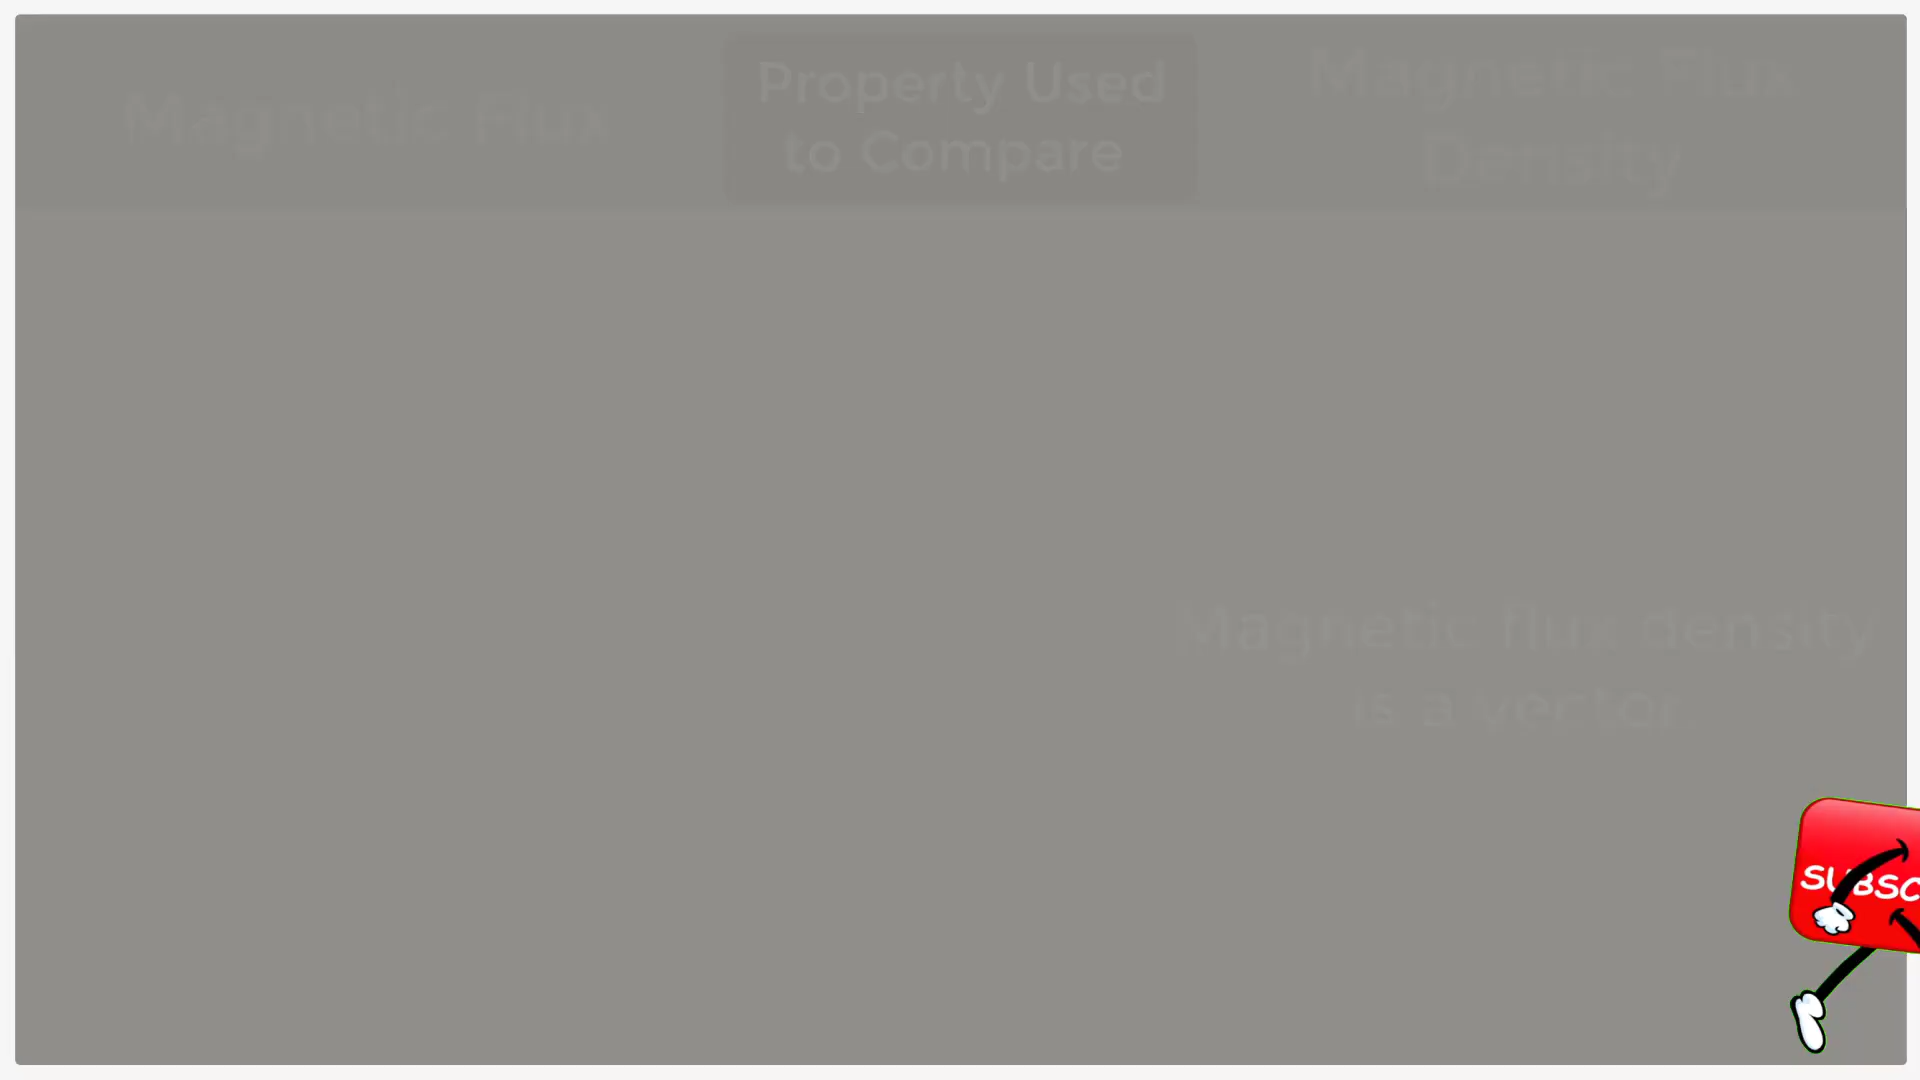 Magnetic Flux
Property Used
to Compare
Magnetic Flux
Density
Magnetic flux density
is a vector
SUBSC